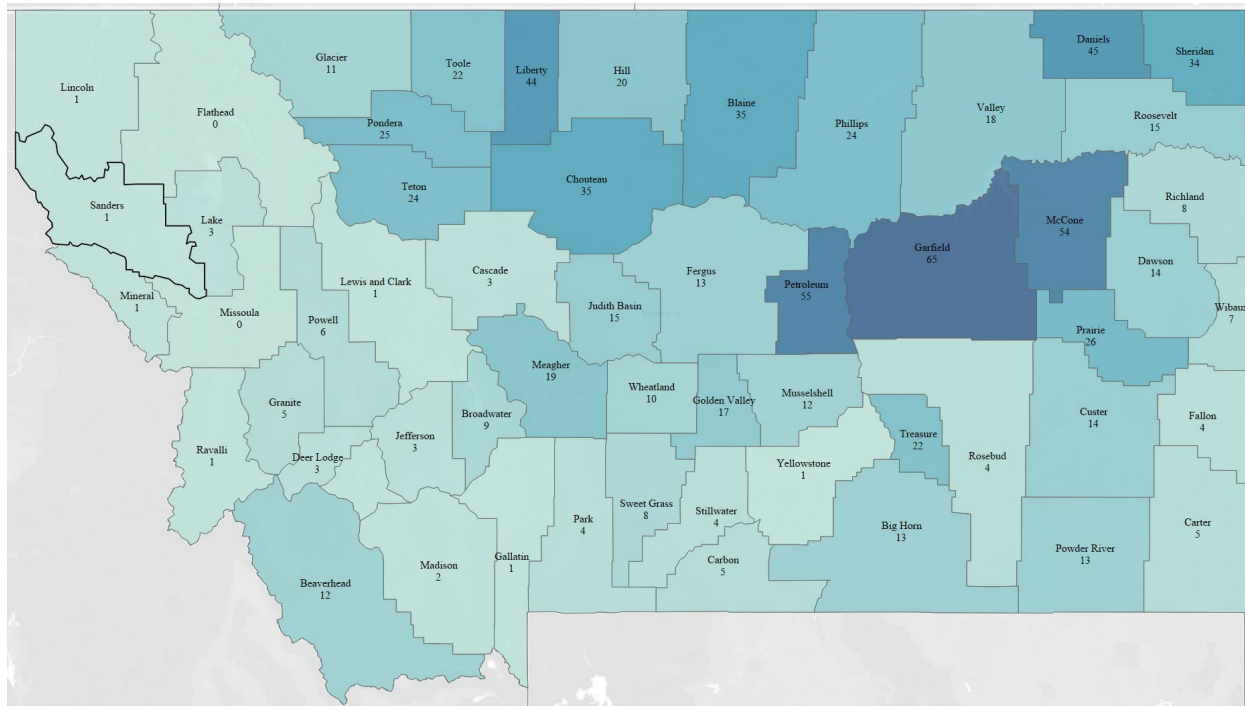 Lincoln
1
Flathead
0
Glacier
11
Toole
22
Liberty
44
Hill
20
Blaine
35
Phillips
24
Valley
18
Daniels
45
Sheridan
34
Roosevelt
15
Pondera
25
Teton
24
Chouteau
35
Sanders
1
Lake
3
Mineral
1
Missoula
0
Powell
6
Lewis and Clark
1
Cascade
3
Judith Basin
15
Fergus
13
Petroleum
55
Garfield
65
McCone
54
Richland
8
Dawson
14
Wibaux
7
Prairie
26
Ravalli
1
Granite
5
Deer Lodge
3
Jefferson
3
Broadwater
9
Meagher
19
Wheatland
10
Golden Valley
17
Musselshell
12
Treasure
22
Rosebud
4
Custer
14
Fallon
4
Beaverhead
12
Madison
2
Gallatin
1
Park
4
Sweet Grass
8
Stillwater
4
Carbon
5
Yellowstone
1
Big Horn
13
Powder River
13
Carter
5